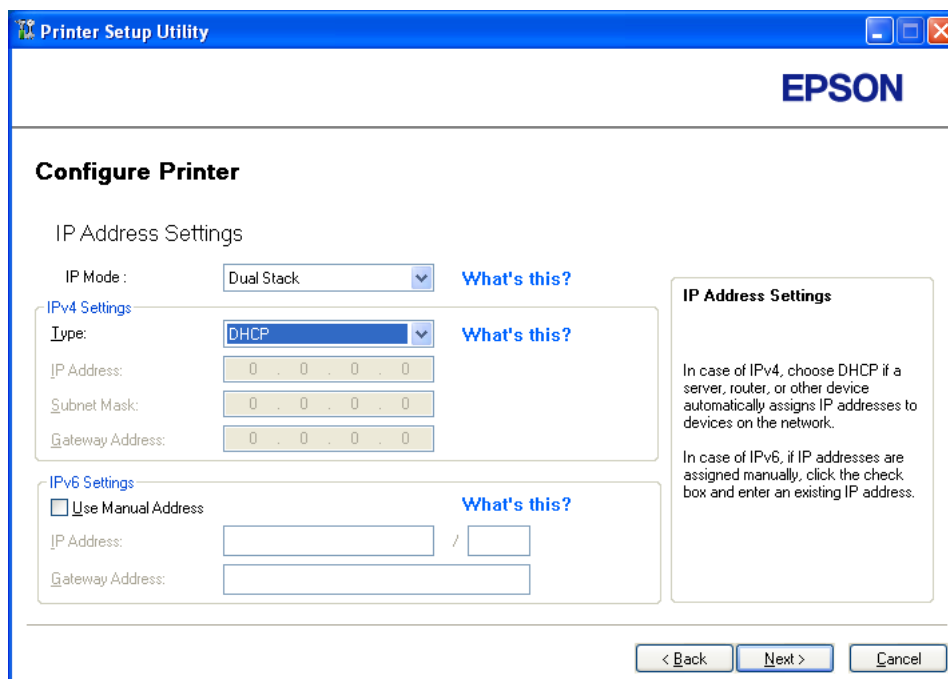 Printer Setup Utility
EPSON
Configure Printer
IP Address Settings
IP Mode :
Dual Stack
What's this?
IPv4 Settings
Type:
DHCP
What's this?
IP Address:
0 . 0 . 0 . 0
Subnet Mask:
0 . 0 . 0 . 0
Gateway Address:
0 . 0 . 0 . 0
IPv6 Settings
Use Manual Address
What's this?
IP Address:
/
Gateway Address:
IP Address Settings
In case of IPv4, choose DHCP if a
server, router, or other device
automatically assigns IP addresses to
devices on the network.
In case of IPv6, if IP addresses are
assigned manually, click the check
box and enter an existing IP address.
< Back
Next >
Cancel